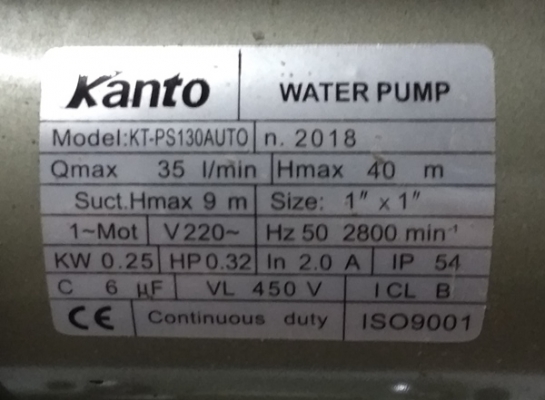 Kanto WATER PUMP
Model:KT-PS130AUTO n. 2018
Qmax 35 l/min Hmax 40 m
Suct.Hmax 9 m Size: 1" x 1"
1~Mot V 220~ Hz 50 2800 min⁻¹
KW 0.25 HP 0.32 In 2.0 A IP 54
C 6 µF VL 450 V I CL B
CE Continuous duty ISO9001